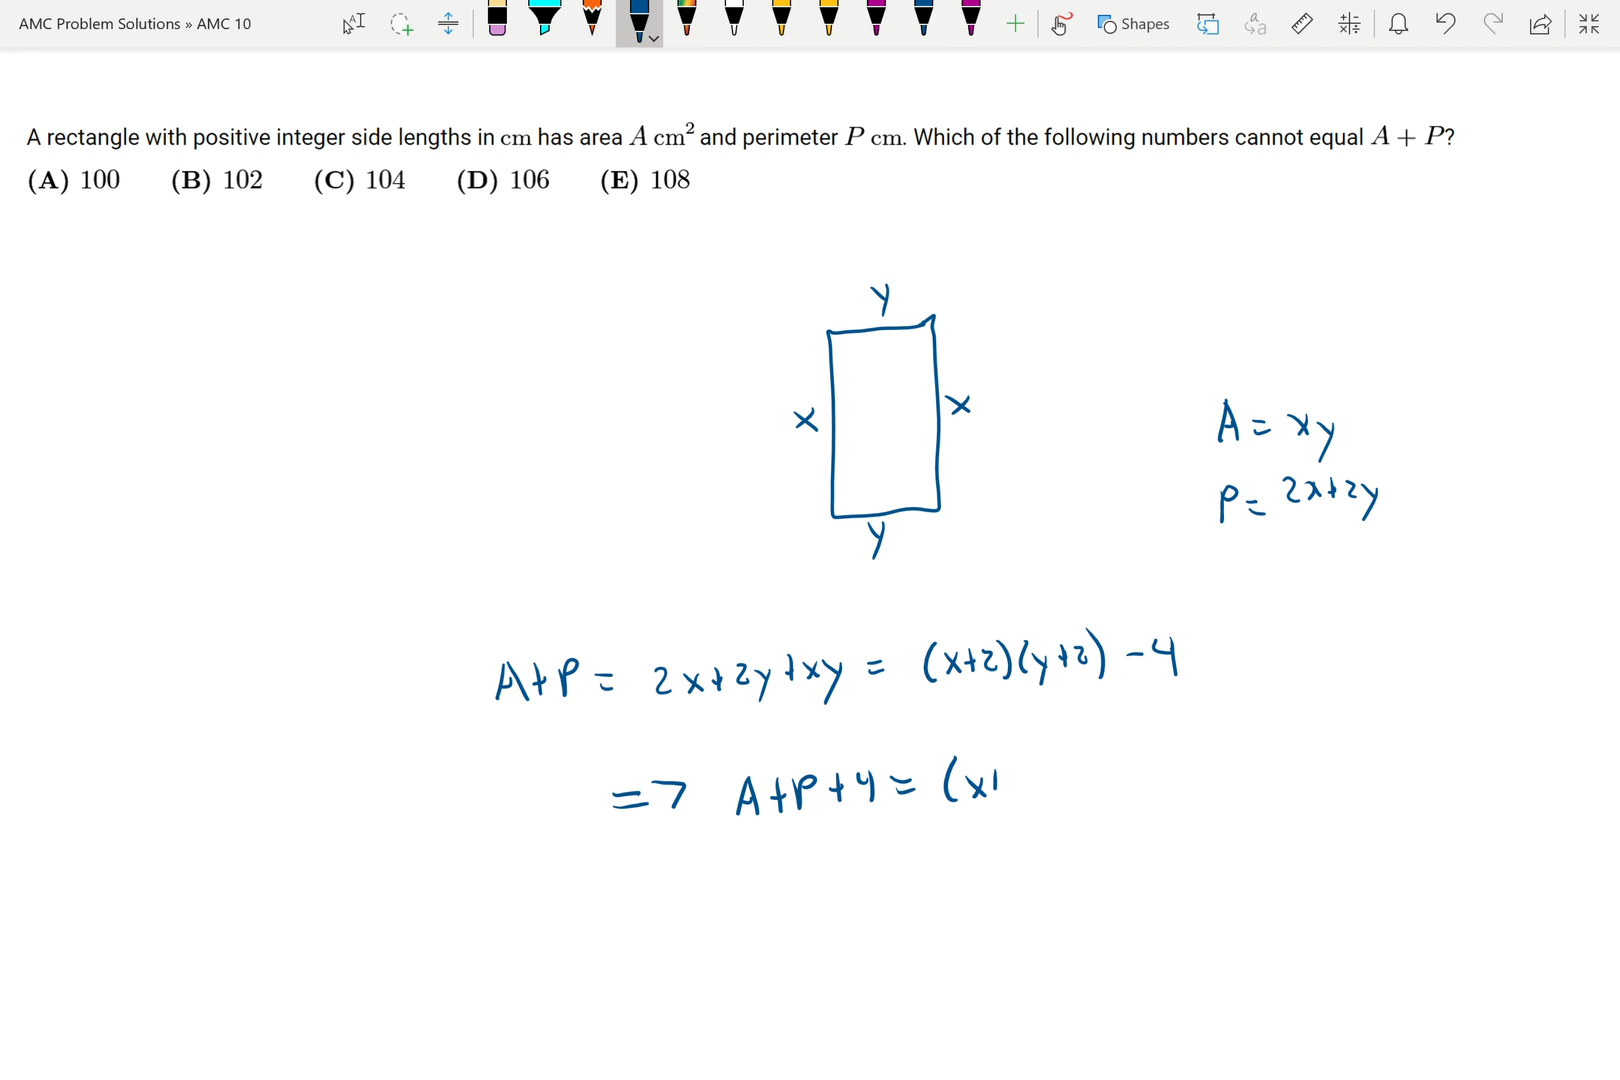 AMC Problem Solutions » AMC 10
Shapes
A rectangle with positive integer side lengths in cm has area A cm² and perimeter P cm. Which of the following numbers cannot equal A + P?
(A) 100 (B) 102 (C) 104 (D) 106 (E) 108
y
x x
y
A = xy
P = 2x+2y
A+P = 2x+2y+xy = (x+2)(y+2) -4
=> A+P+4 = (x